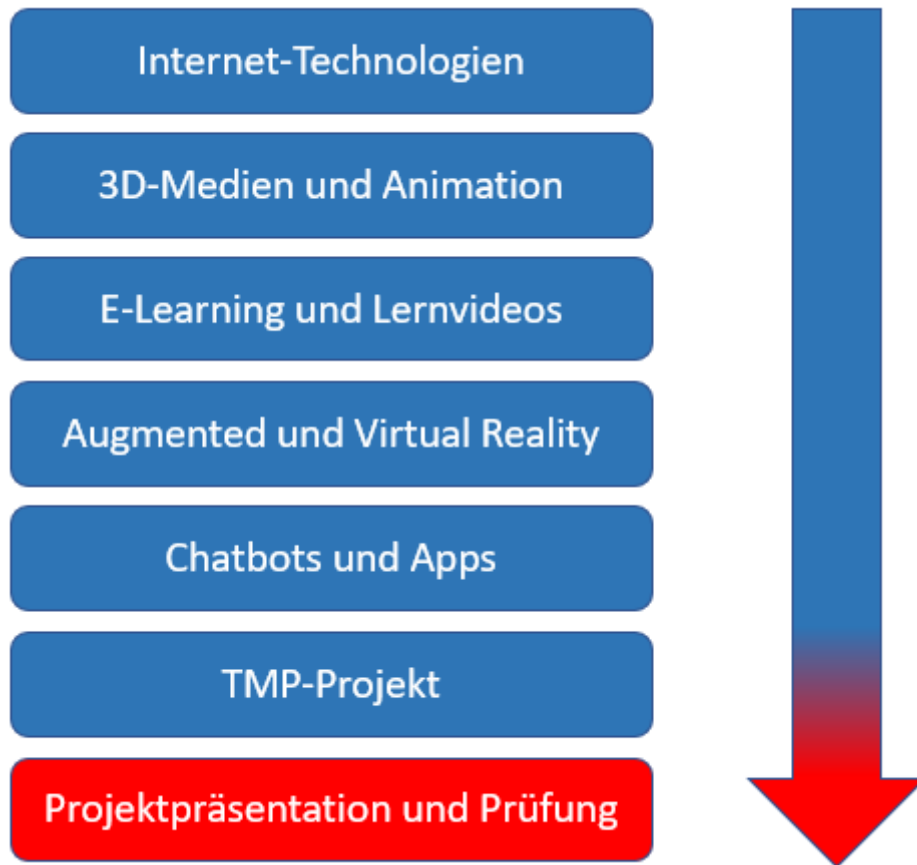 Internet-Technologien
3D-Medien und Animation
E-Learning und Lernvideos
Augmented und Virtual Reality
Chatbots und Apps
TMP-Projekt
Projektpräsentation und Prüfung